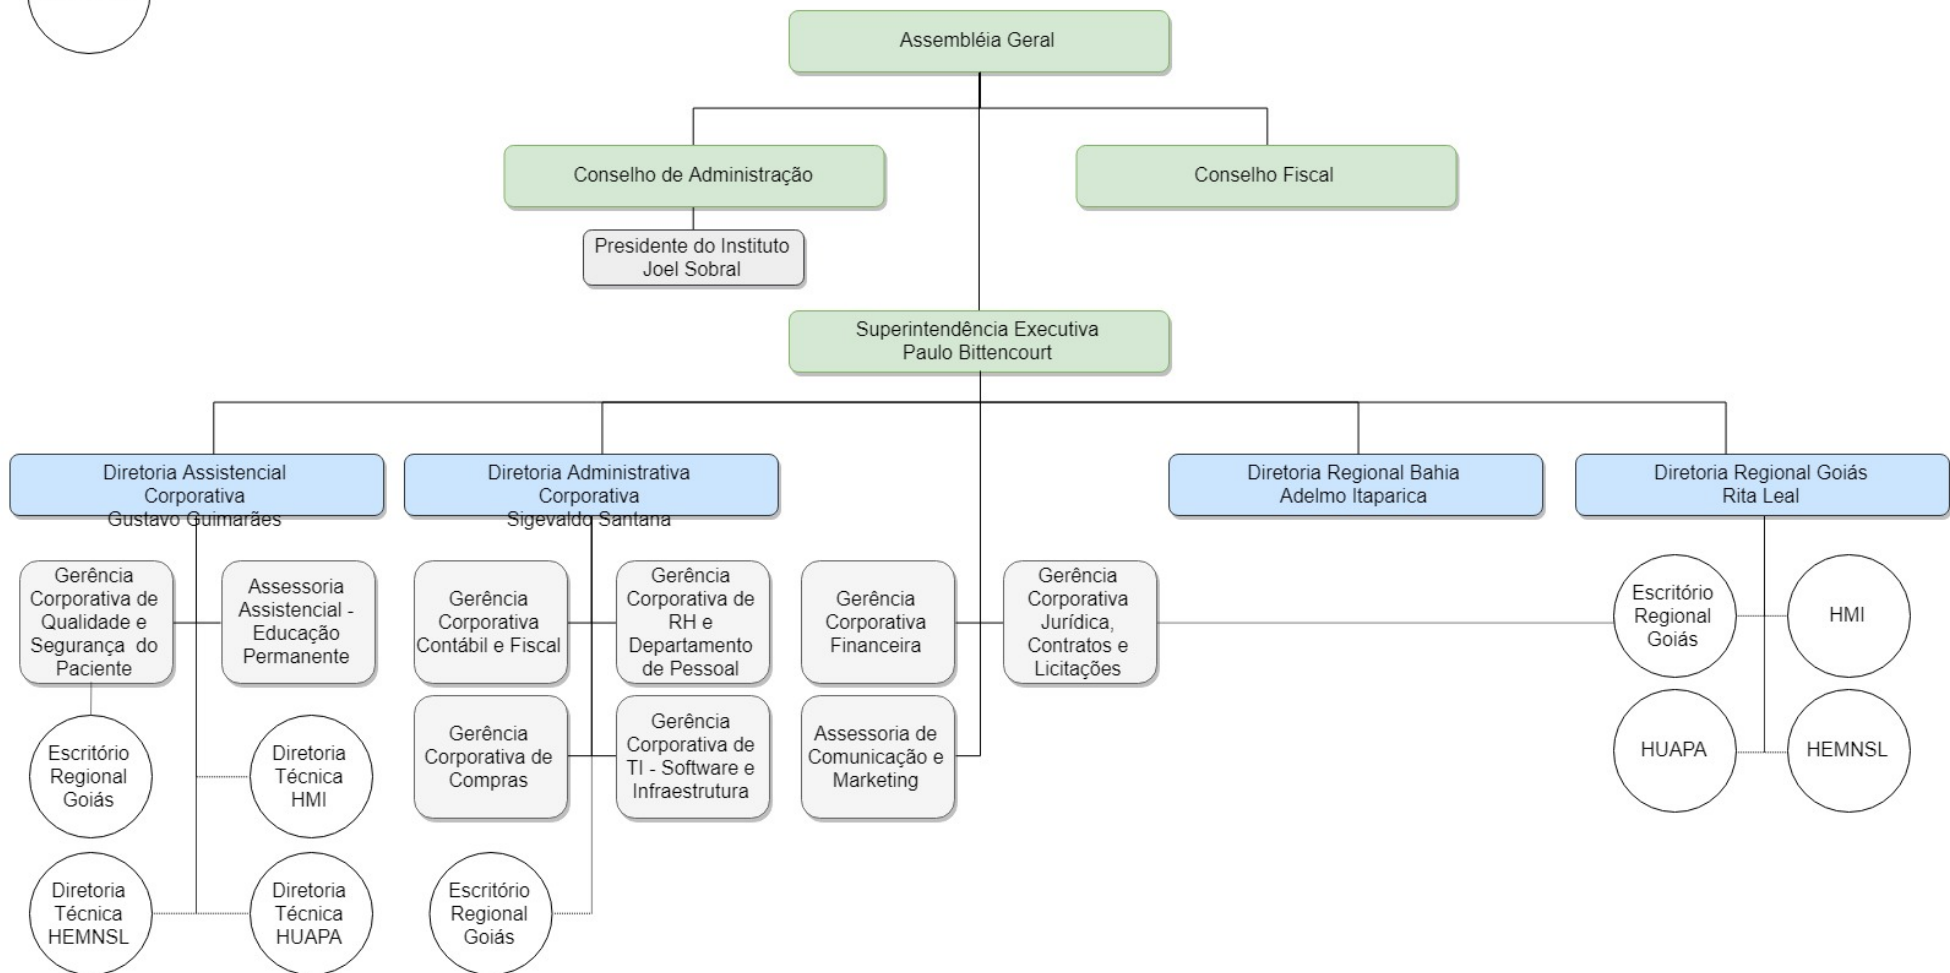 Assembléia Geral
Conselho de Administração
Conselho Fiscal
Presidente do Instituto
Joel Sobral
Superintendência Executiva
Paulo Bittencourt
Diretoria Assistencial
Corporativa
Gustavo Guimarães
Diretoria Administrativa
Corporativa
Sigevaldo Santana
Diretoria Regional Bahia
Adelmo Itaparica
Diretoria Regional Goiás
Rita Leal
Gerência
Corporativa de
Qualidade e
Segurança do
Paciente
Assessoria
Assistencial -
Educação
Permanente
Gerência
Corporativa
Contábil e Fiscal
Gerência
Corporativa de
RH e
Departamento
de Pessoal
Gerência
Corporativa
Financeira
Gerência
Corporativa
Jurídica,
Contratos e
Licitações
Escritório
Regional
Goiás
HMI
Escritório
Regional
Goiás
Diretoria
Técnica
HMI
Gerência
Corporativa de
Compras
Gerência
Corporativa de
TI - Software e
Infraestrutura
Assessoria de
Comunicação e
Marketing
HUAPA
HEMNSL
Diretoria
Técnica
HEMNSL
Diretoria
Técnica
HUAPA
Escritório
Regional
Goiás